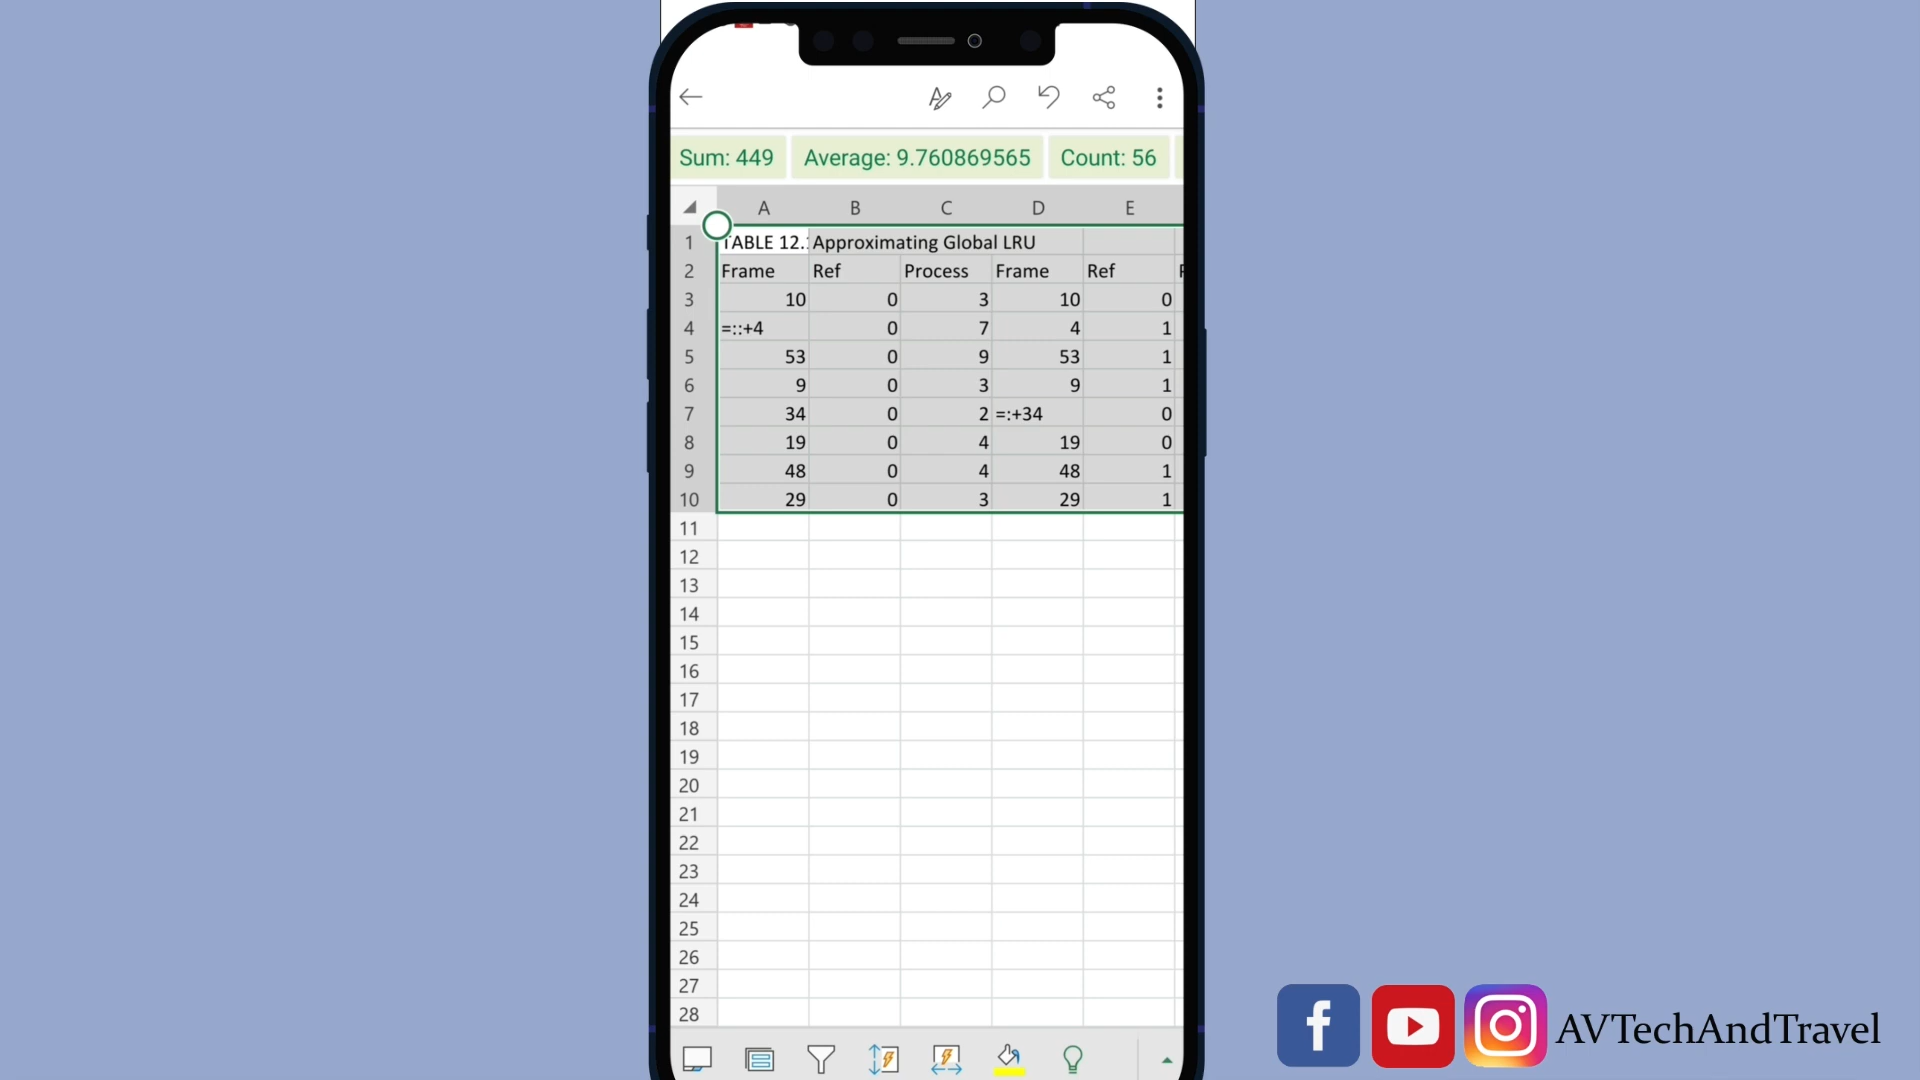 Sum: 449 Average: 9.760869565 Count: 56
A B C D E
1 TABLE 12. Approximating Global LRU
2 Frame Ref Process Frame Ref
3 10 0 3 10 0
4 =::+4 0 7 4 1
5 53 0 9 53 1
6 9 0 3 9 1
7 34 0 2 =:+34 0
8 19 0 4 19 0
9 48 0 4 48 1
10 29 0 3 29 1
11
12
13
14
15
16
17
18
19
20
21
22
23
24
25
26
27
28
AVTechAndTravel